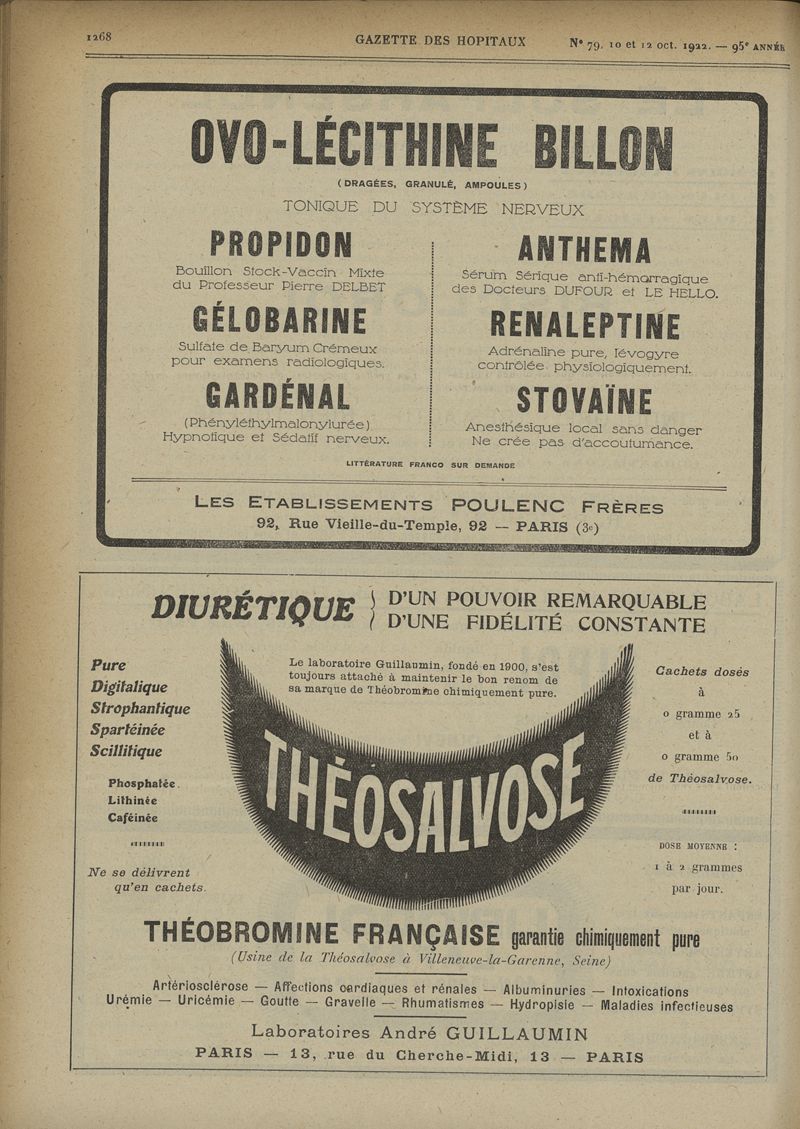 1268
GAZETTE DES HOPITAUX
N° 79. 10 et 12 oct. 1922. — 95e ANNÉE
OVO-LÉCITHINE BILLON
(DRAGÉES, GRANULÉ, AMPOULES)
TONIQUE DU SYSTÈME NERVEUX
PROPIDON
Bouillon Stock-Vaccin Mixte
du Professeur Pierre DELBET
GÉLOBARINE
Sulfate de Baryum Crémeux
pour examens radiologiques.
GARDÉNAL
(Phényléthylmalonylurée)
Hypnotique et Sédatif nerveux.
ANTHEMA
Sérum Sérique anti-hémorragique
des Docteurs DUFOUR et LE HELLO.
RENALEPTINE
Adrénaline pure, lévogyre
contrôlée physiologiquement.
STOVAÏNE
Anesthésique local sans danger
Ne crée pas d'accoutumance.
LITTÉRATURE FRANCO SUR DEMANDE
LES ETABLISSEMENTS POULENC FRÈRES
92, Rue Vieille-du-Temple, 92 — PARIS (3e)
DIURÉTIQUE
D'UN POUVOIR REMARQUABLE
D'UNE FIDÉLITÉ CONSTANTE
Le laboratoire Guillaumin, fondé en 1900, s'est
toujours attaché à maintenir le bon renom de
sa marque de Théobromine chimiquement pure.
Pure
Digitalique
Strophantique
Spartéinée
Scillitique
Phosphatée
Lithinée
Caféinée
Ne se délivrent
qu'en cachets.
THÉOSALVOSE
Cachets dosés
à
0 gramme 25
et à
0 gramme 50
de Théosalvose.
DOSE MOYENNE :
1 à 2 grammes
par jour.
THÉOBROMINE FRANÇAISE garantie chimiquement pure
(Usine de la Théosalvose à Villeneuve-la-Garenne, Seine)
Artériosclérose — Affections cardiaques et rénales — Albuminuries — Intoxications
Urémie — Uricémie — Goutte — Gravelle — Rhumatismes — Hydropisie — Maladies infectieuses
Laboratoires André GUILLAUMIN
PARIS — 13, rue du Cherche-Midi, 13 — PARIS